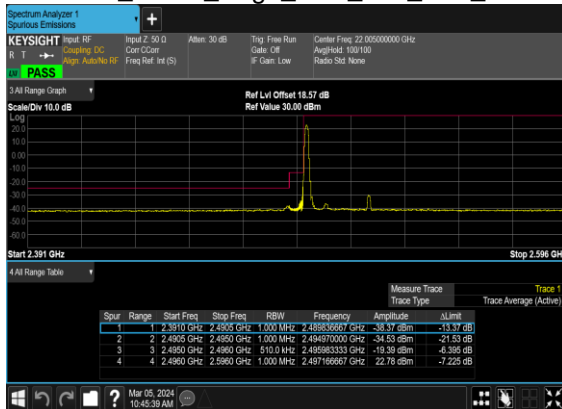 Spectrum Analyzer 1
Spurious Emissions
+
KEYSIGHT Input: RF Input Z: 50 Ω Atten: 30 dB Trig: Free Run Center Freq: 22.005000000 GHz
R T Coupling: DC Corr CCorr Gate: Off Avg|Hold: 100/100
Align: Auto/No RF Freq Ref: Int (S) IF Gain: Low Radio Std: None
PASS
3 All Range Graph
Ref Lvl Offset 18.57 dB
Scale/Div 10.0 dB Ref Value 30.00 dBm
Log
20.0
10.0
0.00
-10.0
-20.0
-30.0
-40.0
-50.0
-60.0
Start 2.391 GHz Stop 2.596 GHz
4 All Range Table
Measure Trace Trace 1
Trace Type Trace Average (Active)
Spur Range Start Freq Stop Freq RBW Frequency Amplitude ΔLimit
1 1 2.3910 GHz 2.4905 GHz 1.000 MHz 2.489836667 GHz -38.37 dBm -13.37 dB
2 2 2.4905 GHz 2.4950 GHz 1.000 MHz 2.494970000 GHz -34.53 dBm -21.53 dB
3 3 2.4950 GHz 2.4960 GHz 510.0 kHz 2.495983333 GHz -19.39 dBm -6.395 dB
4 4 2.4960 GHz 2.5960 GHz 1.000 MHz 2.497166667 GHz 22.78 dBm -7.225 dB
? Mar 05, 2024
10:45:39 AM